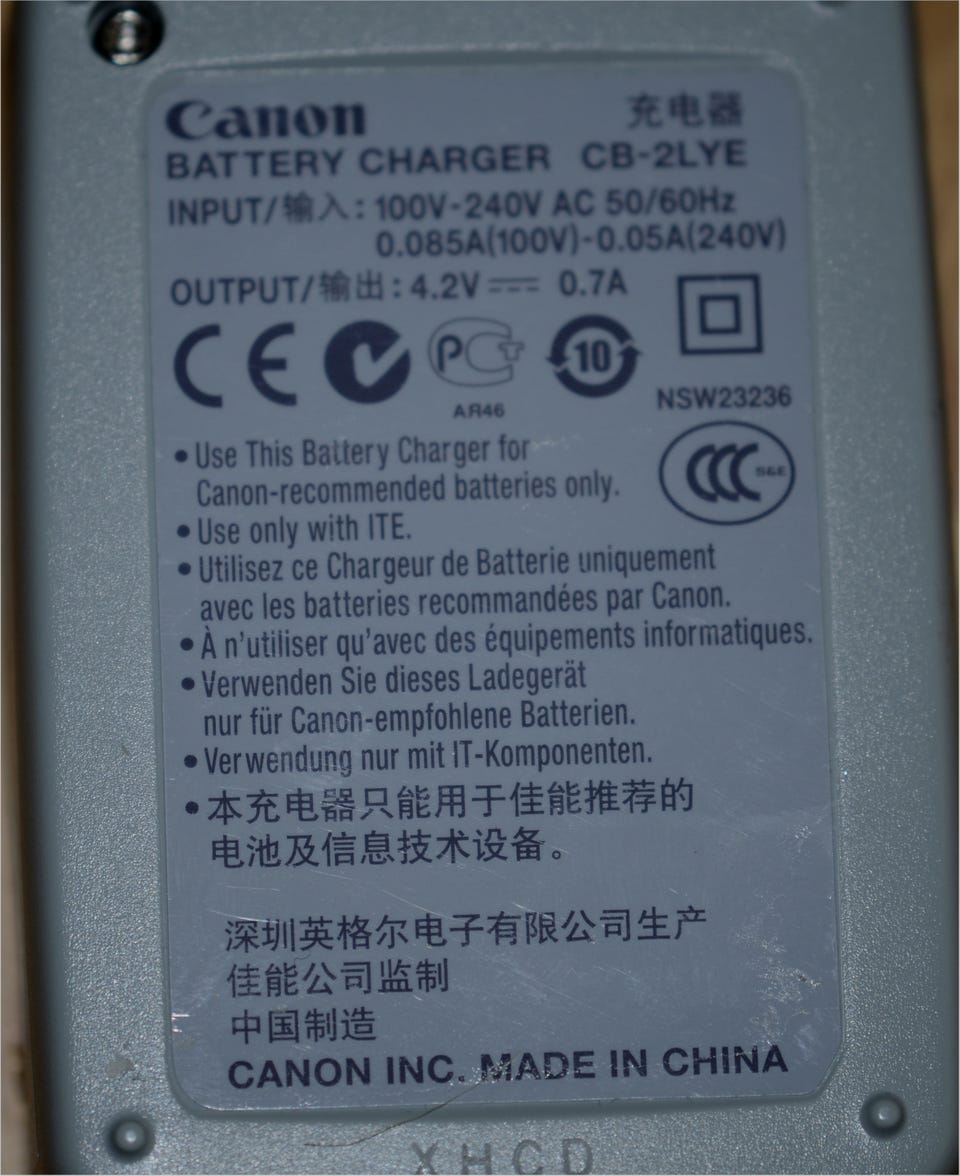 Canon 充电器
BATTERY CHARGER CB-2LYE
INPUT/输入: 100V-240V AC 50/60Hz
0.085A(100V)-0.05A(240V)
OUTPUT/输出: 4.2V ⎓ 0.7A
CE PCT 10
AЯ46
NSW23236
CCC S&E
• Use This Battery Charger for
Canon-recommended batteries only.
• Use only with ITE.
• Utilisez ce Chargeur de Batterie uniquement
avec les batteries recommandées par Canon.
• À n'utiliser qu'avec des équipements informatiques.
• Verwenden Sie dieses Ladegerät
nur für Canon-empfohlene Batterien.
• Verwendung nur mit IT-Komponenten.
• 本充电器只能用于佳能推荐的
电池及信息技术设备。
深圳英格尔电子有限公司生产
佳能公司监制
中国制造
CANON INC. MADE IN CHINA
XHCD